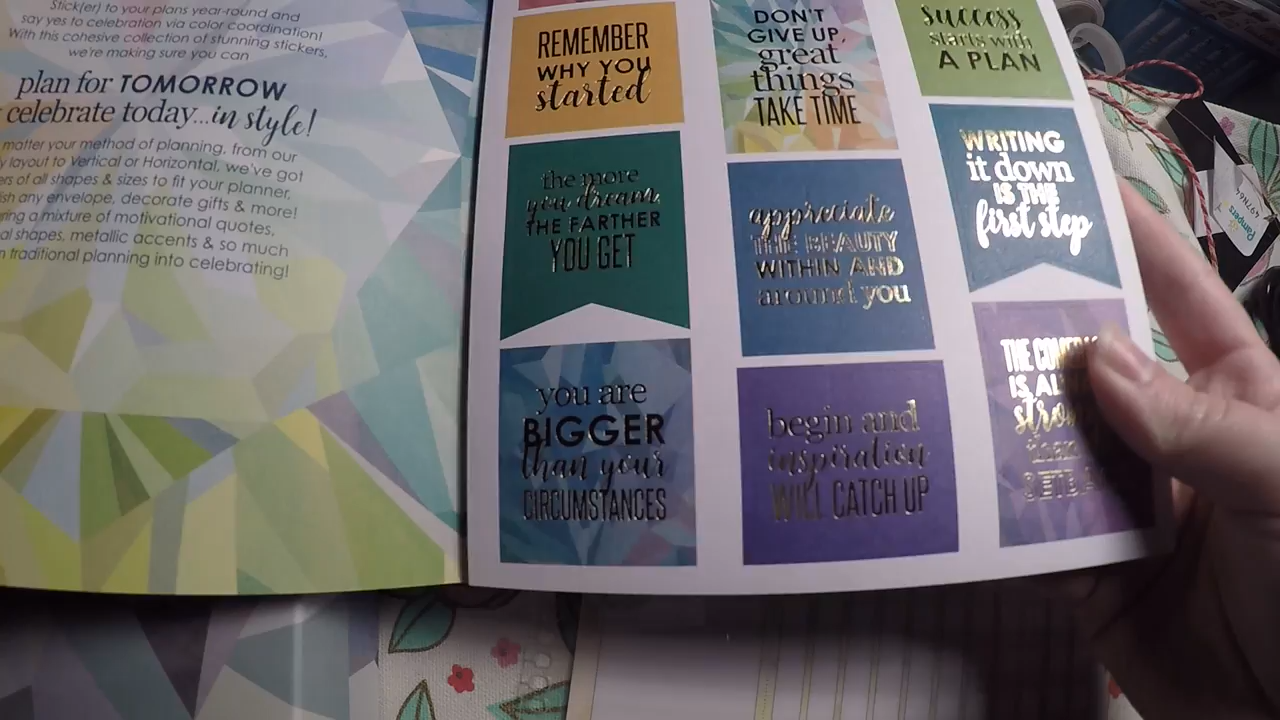 Stick(er) to your plans year-round and
say yes to celebration via color coordination!
With this cohesive collection of stunning stickers,
we're making sure you can
plan for TOMORROW
celebrate today...in style!
matter your method of planning, from our
layout to Vertical or Horizontal, we've got
of all shapes & sizes to fit your planner,
any envelope, decorate gifts & more!
a mixture of motivational quotes,
shapes, metallic accents & so much
traditional planning into celebrating!
REMEMBER
WHY YOU
started
the more
you dream
THE FARTHER
YOU GET
you are
BIGGER
than your
CIRCUMSTANCES
DON'T
GIVE UP,
great
things
TAKE TIME
appreciate
THE BEAUTY
WITHIN AND
around you
begin and
inspiration
WILL CATCH UP
success
starts with
A PLAN
WRITING
it down
IS THE
first step
THE
IS
than
Pampers